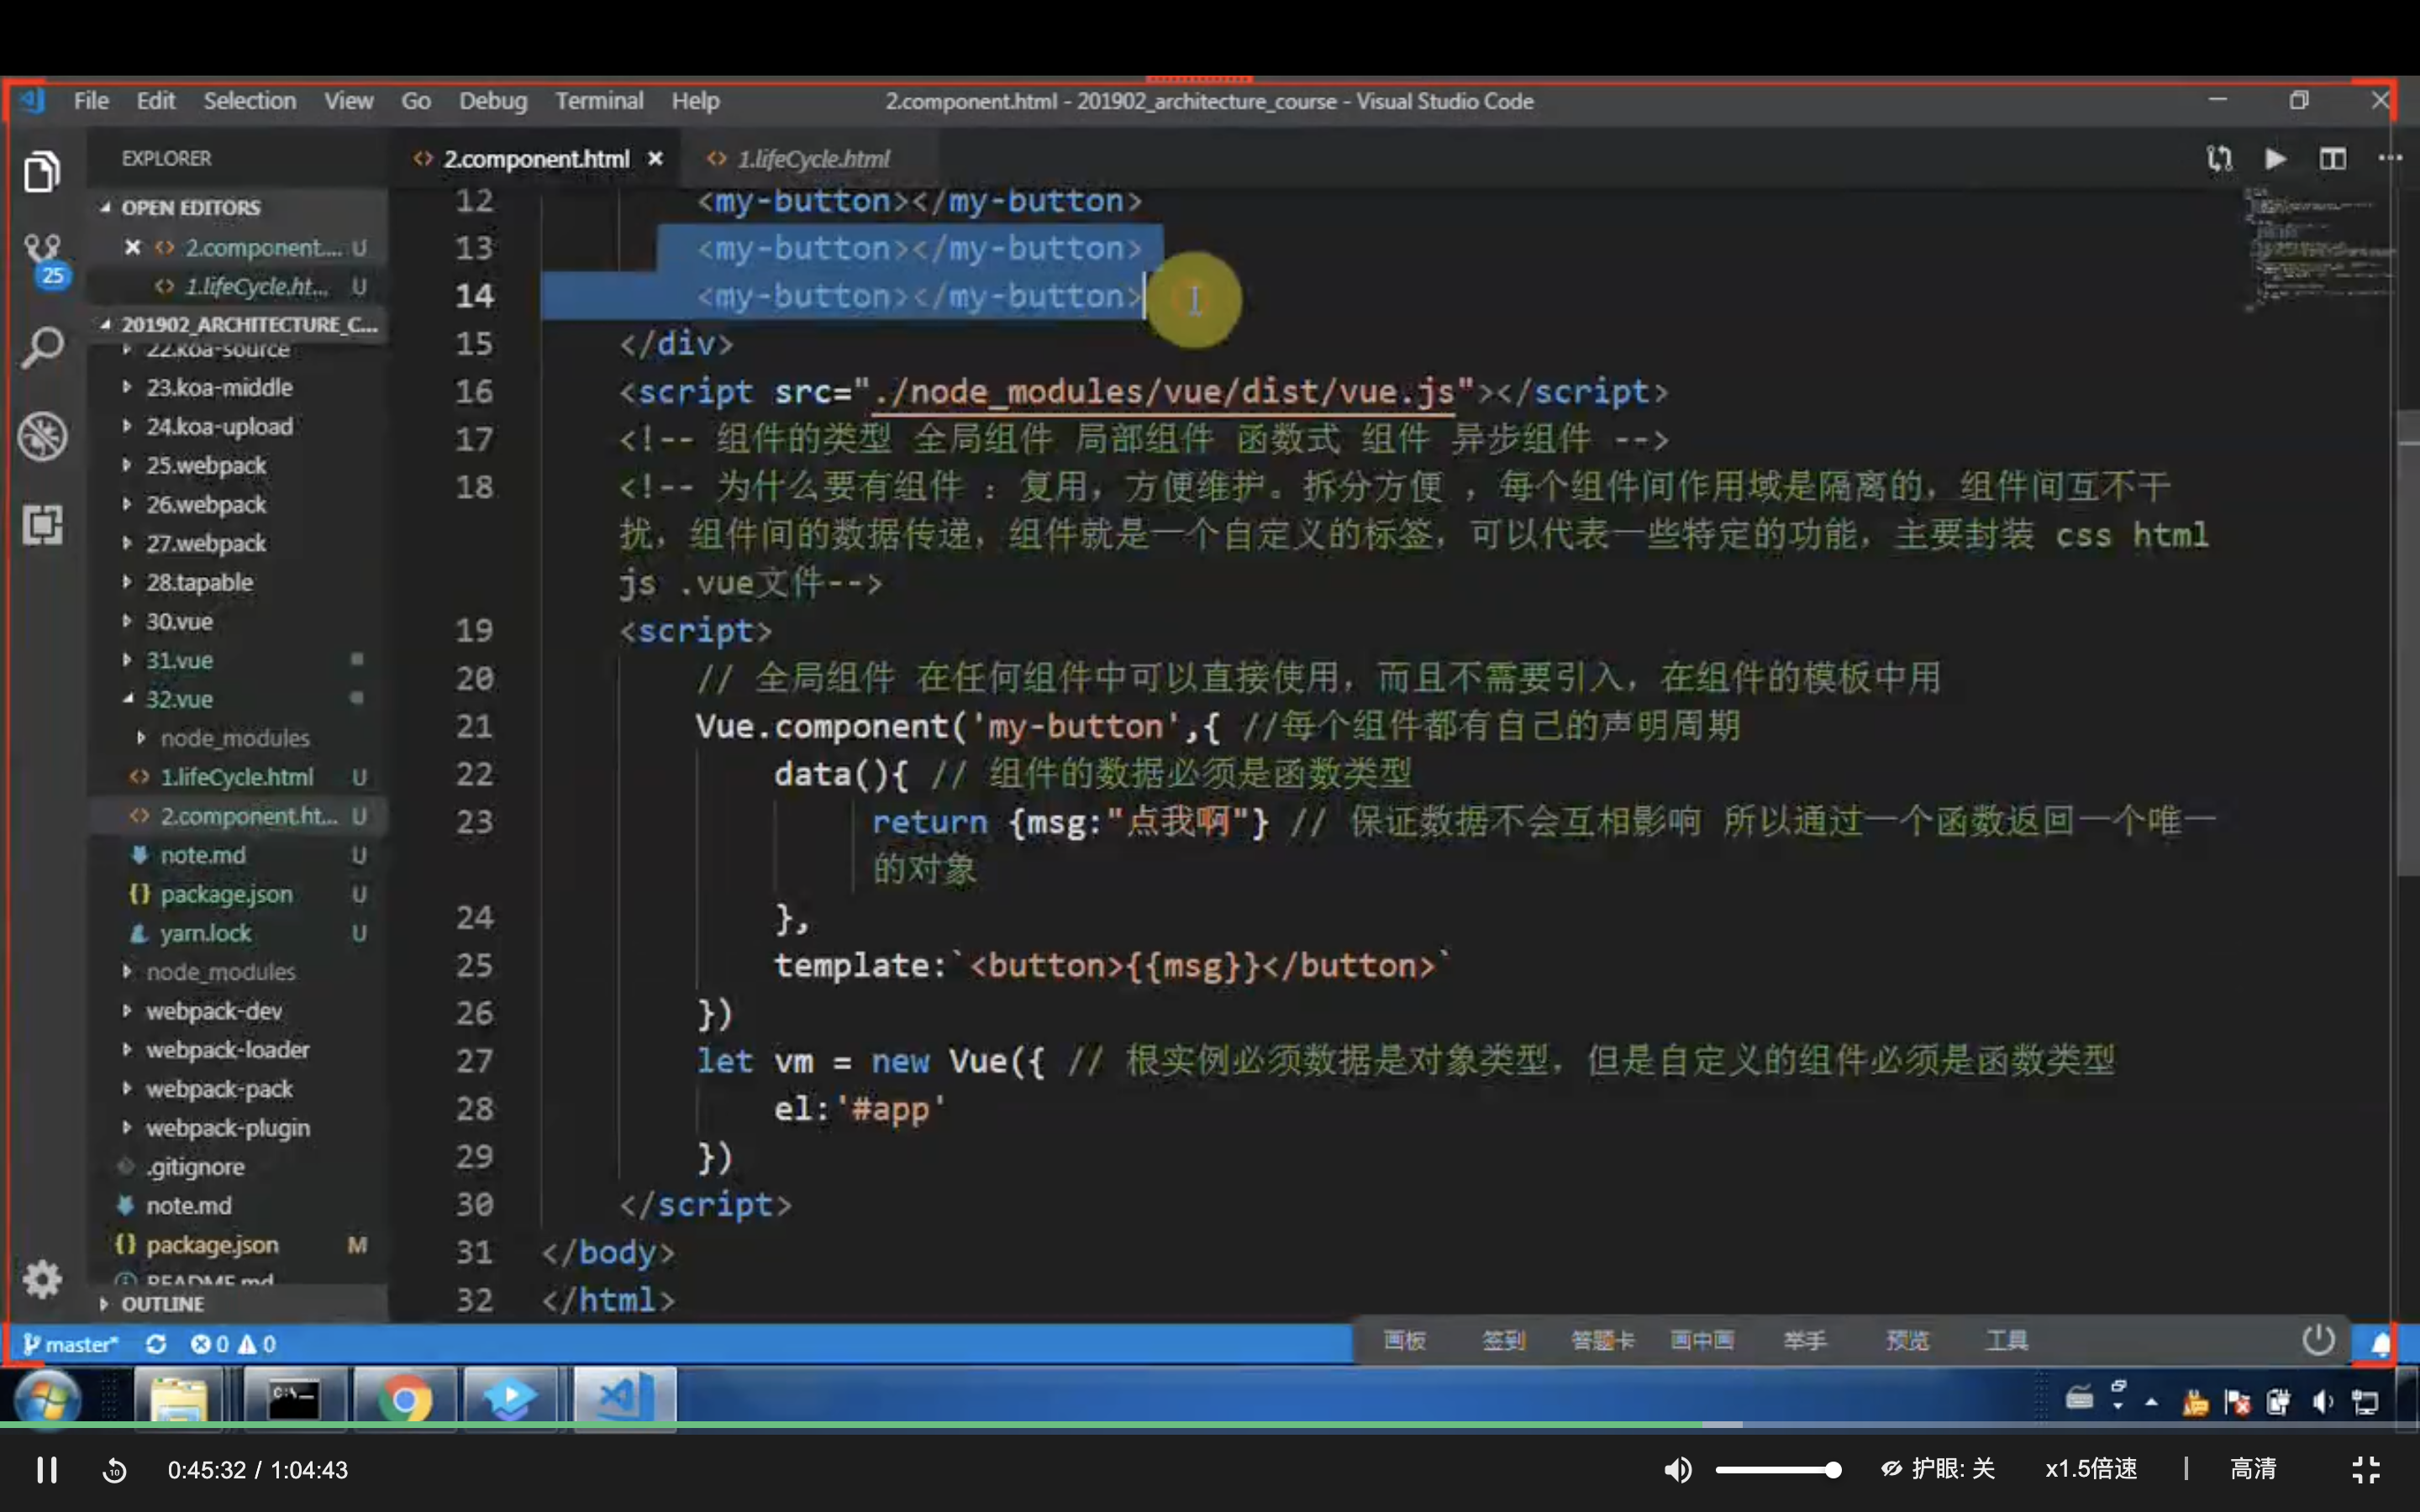 File Edit Selection View Go Debug Terminal Help 2.component.html - 201902_architecture_course - Visual Studio Code
EXPLORER
2.component.html
1.lifeCycle.html
OPEN EDITORS
2.component.... U
1.lifeCycle.ht... U
25
201902_ARCHITECTURE_C...
22.koa-source
23.koa-middle
24.koa-upload
25.webpack
26.webpack
27.webpack
28.tapable
30.vue
31.vue
32.vue
node_modules
1.lifeCycle.html U
2.component.ht... U
note.md U
package.json U
yarn.lock U
node_modules
webpack-dev
webpack-loader
webpack-pack
webpack-plugin
.gitignore
note.md
package.json M
README.md
OUTLINE
12 <my-button></my-button>
13 <my-button></my-button>
14 <my-button></my-button>
15 </div>
16 <script src="./node_modules/vue/dist/vue.js"></script>
17 <!-- 组件的类型 全局组件 局部组件 函数式 组件 异步组件 -->
18 <!-- 为什么要有组件 : 复用，方便维护。拆分方便 ，每个组件间作用域是隔离的，组件间互不干
扰，组件间的数据传递，组件就是一个自定义的标签，可以代表一些特定的功能，主要封装 css html
js .vue文件-->
19 <script>
20 // 全局组件 在任何组件中可以直接使用，而且不需要引入，在组件的模板中用
21 Vue.component('my-button',{ //每个组件都有自己的声明周期
22 data(){ // 组件的数据必须是函数类型
23 return {msg:"点我啊"} // 保证数据不会互相影响 所以通过一个函数返回一个唯一
的对象
24 },
25 template:`<button>{{msg}}</button>`
26 })
27 let vm = new Vue({ // 根实例必须数据是对象类型，但是自定义的组件必须是函数类型
28 el:'#app'
29 })
30 </script>
31 </body>
32 </html>
master* 0 0
画板 签到 答题卡 画中画 举手 预览 工具
C:\
10 0:45:32 / 1:04:43 护眼: 关 x1.5倍速 | 高清